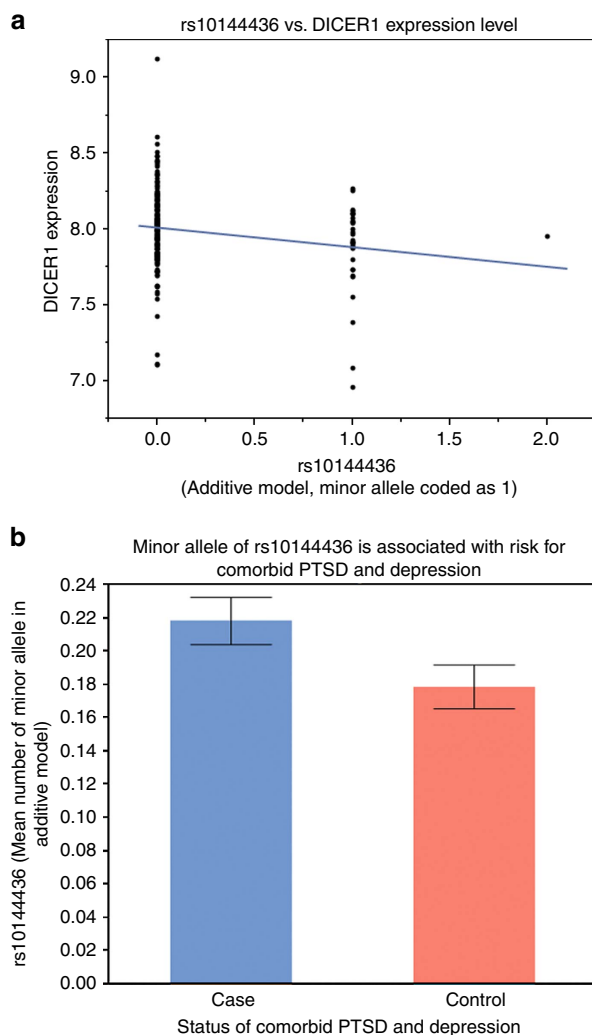 a
rs10144436 vs. DICER1 expression level
9.0
8.5
8.0
7.5
7.0
DICER1 expression
0.0 0.5 1.0 1.5 2.0
rs10144436
(Additive model, minor allele coded as 1)
b
Minor allele of rs10144436 is associated with risk for
comorbid PTSD and depression
0.24
0.22
0.20
0.18
0.16
0.14
0.12
0.10
0.08
0.06
0.04
0.02
0.00
rs10144436 (Mean number of minor allele in
additive model)
Case Control
Status of comorbid PTSD and depression